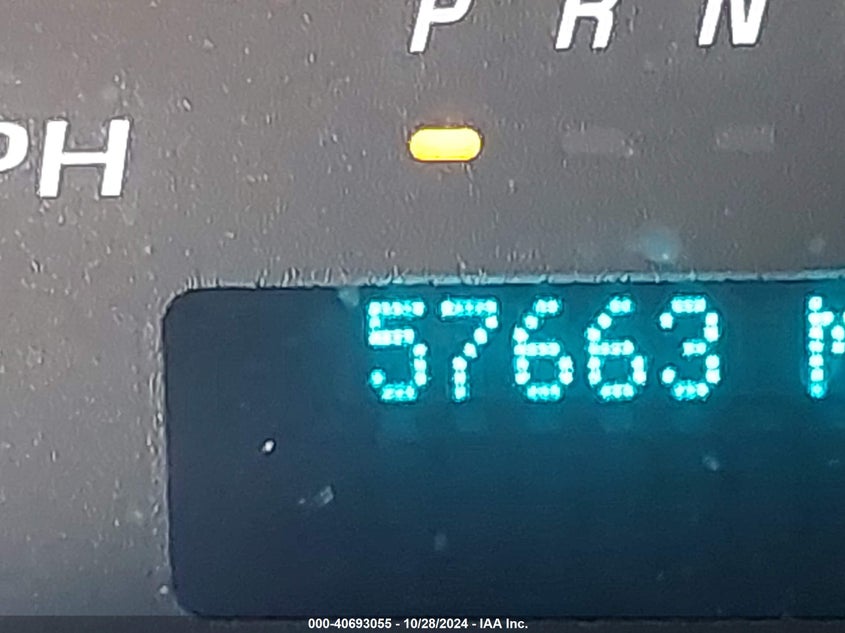 P R N
PH
57663 M
000-40693055 - 10/28/2024 - IAA Inc.